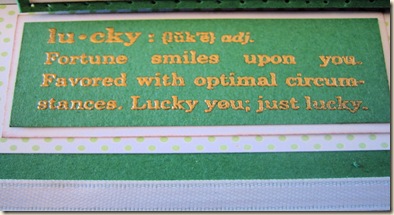 lu•cky: (lŭk'ē) adj.
Fortune smiles upon you.
Favored with optimal circum-
stances. Lucky you; just lucky.